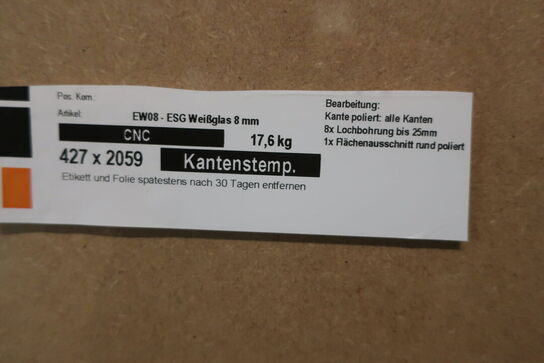 Pos. Kom.:
Artikel: EW08 - ESG Weißglas 8 mm
CNC 17,6 kg
427 x 2059 Kantenstemp.
Etikett und Folie spätestens nach 30 Tagen entfernen
Bearbeitung:
Kante poliert: alle Kanten
8x Lochbohrung bis 25mm
1x Flächenausschnitt rund poliert